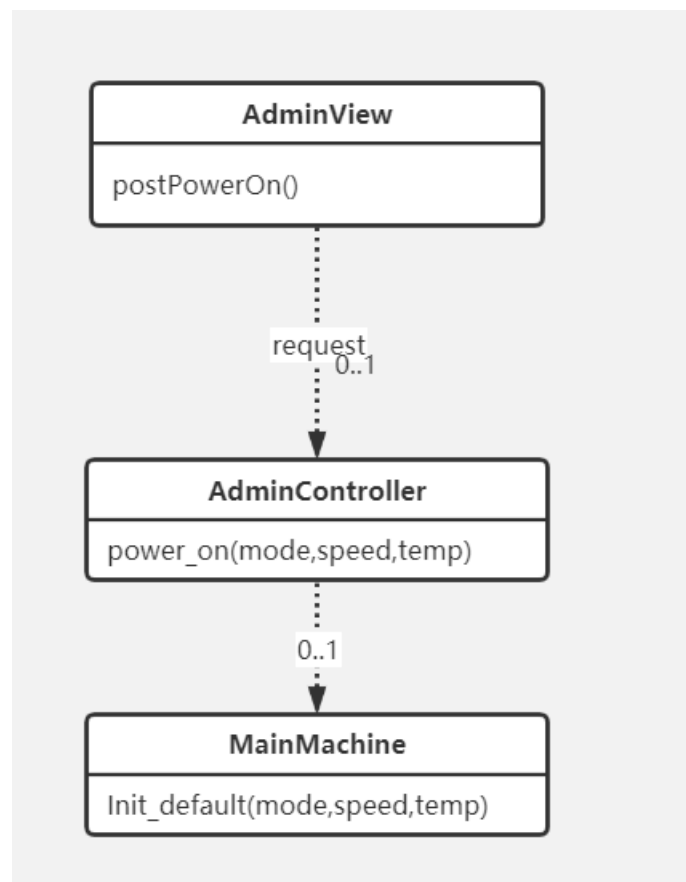 AdminView
postPowerOn()
request
0..1
AdminController
power_on(mode,speed,temp)
0..1
MainMachine
Init_default(mode,speed,temp)